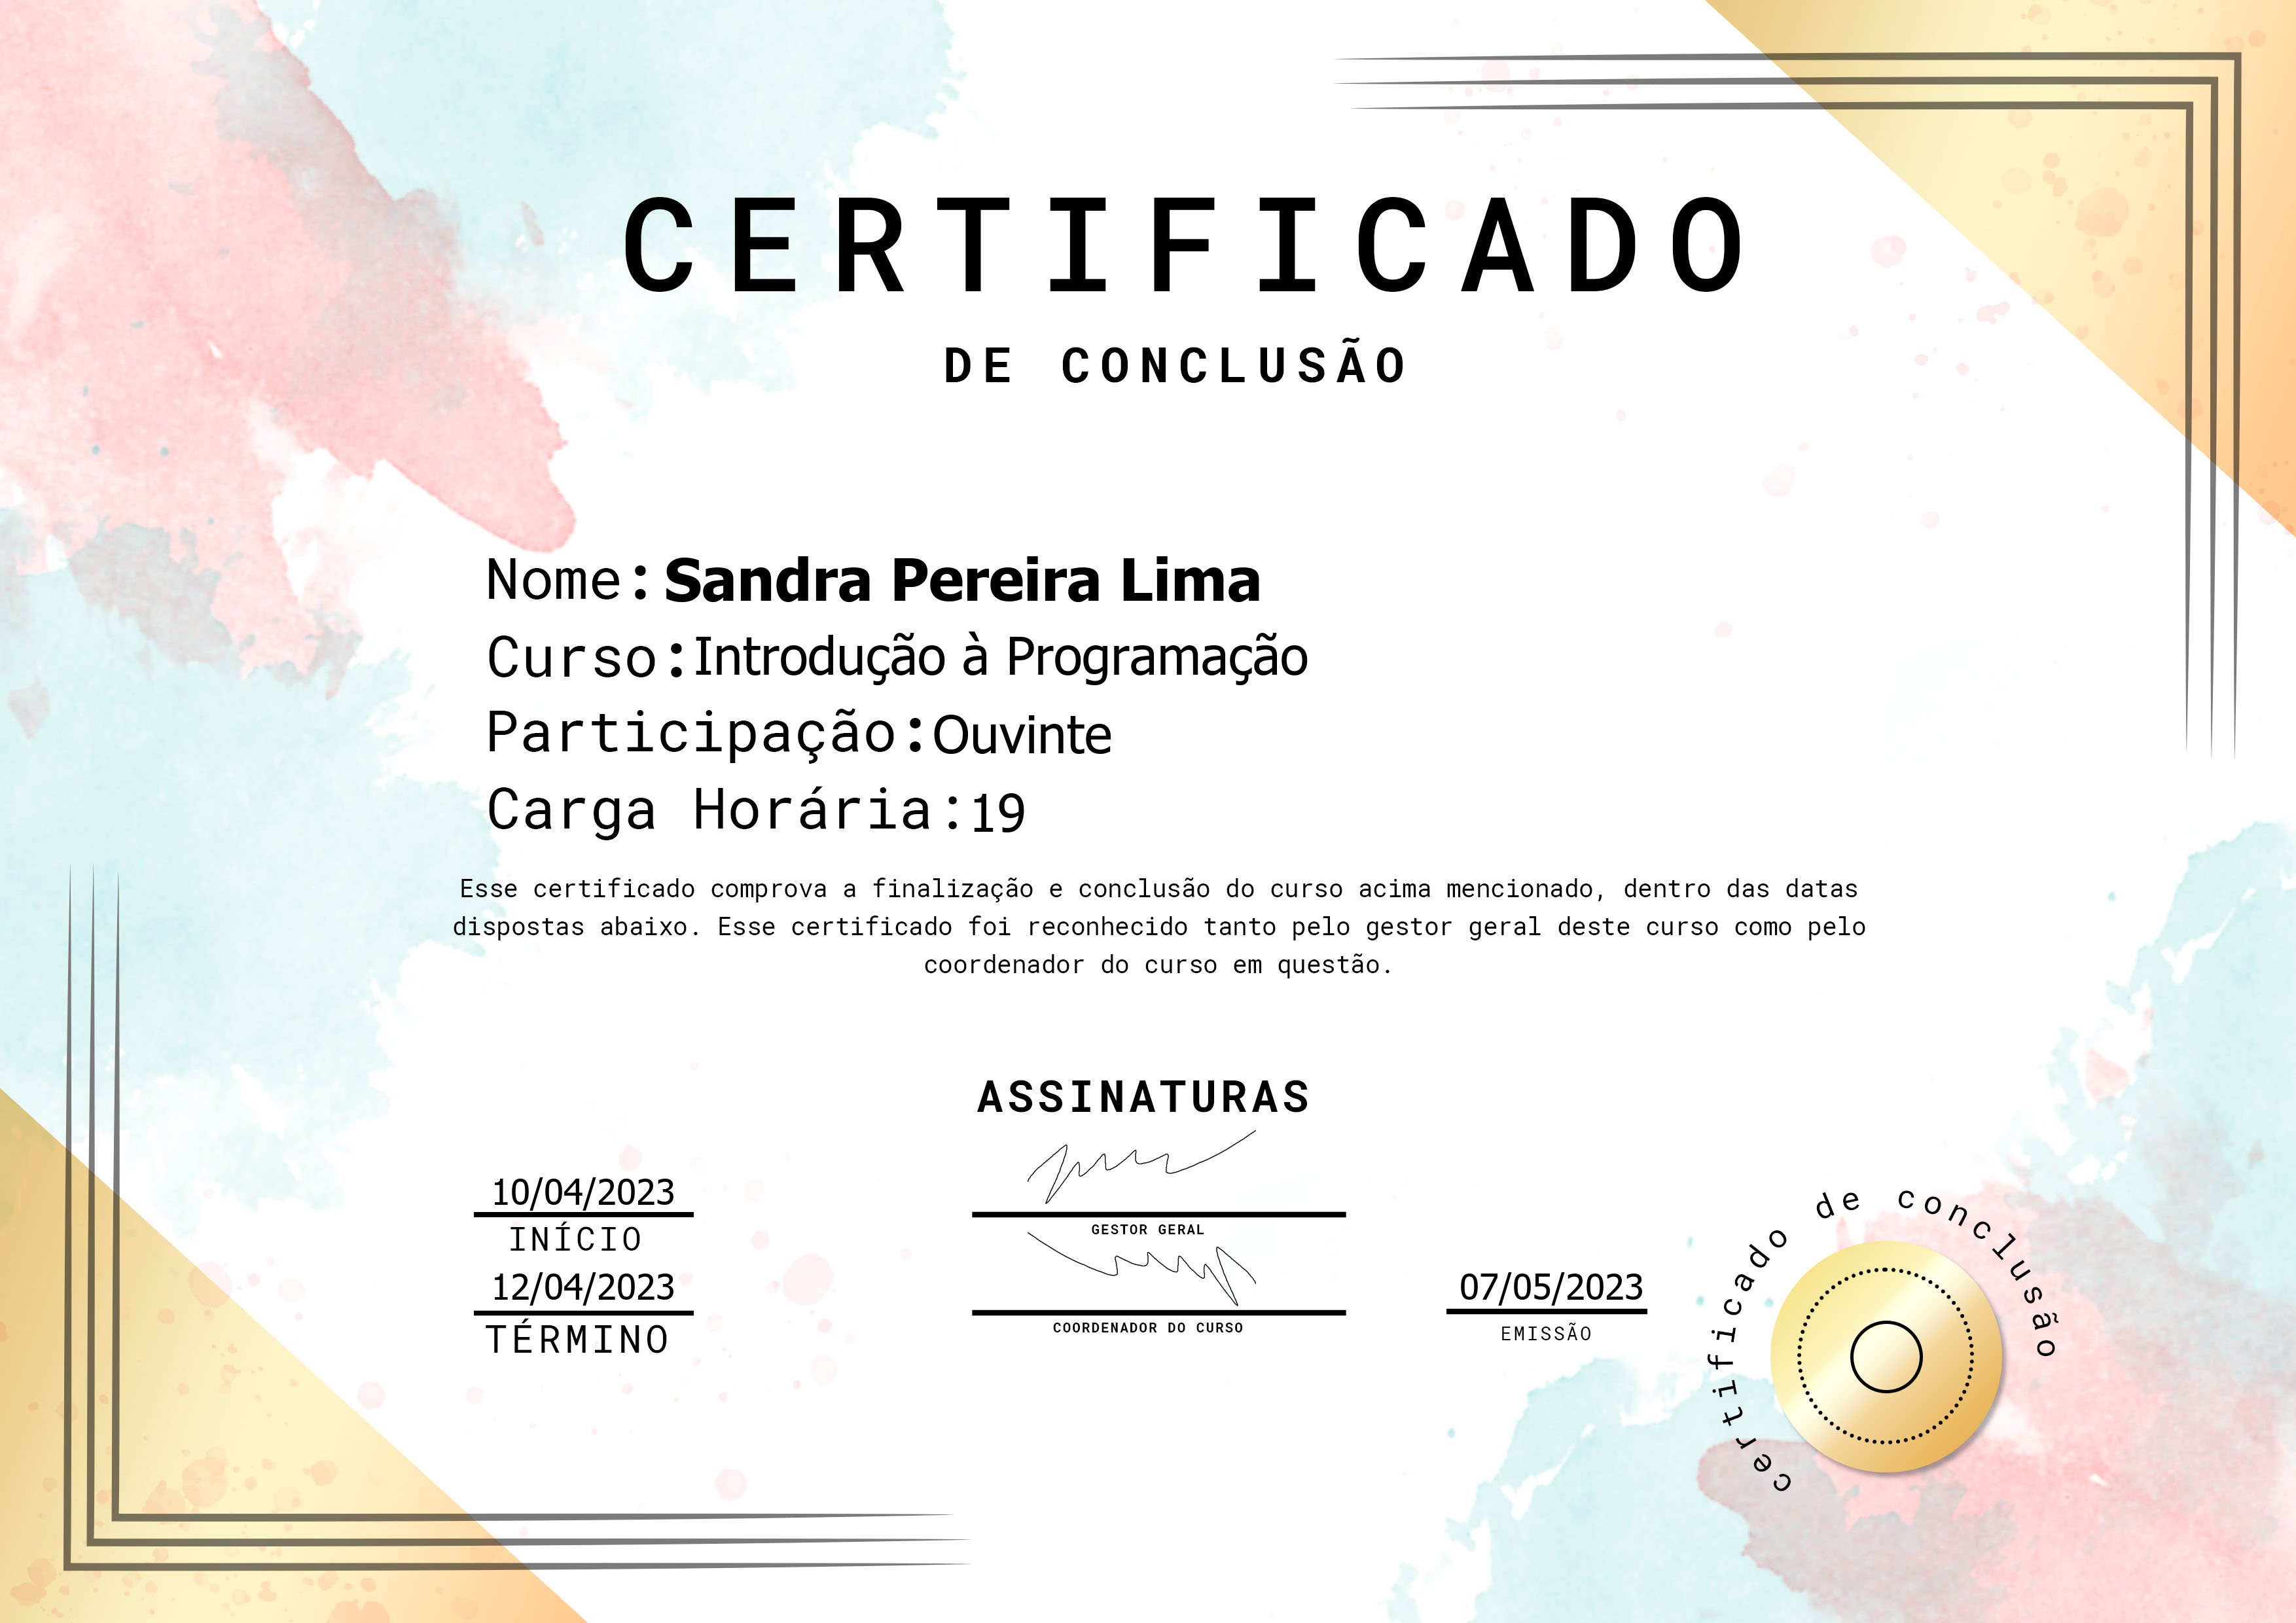 CERTIFICADO
DE CONCLUSÃO
Nome: Sandra Pereira Lima
Curso: Introdução à Programação
Participação: Ouvinte
Carga Horária: 19
Esse certificado comprova a finalização e conclusão do curso acima mencionado, dentro das datas
dispostas abaixo. Esse certificado foi reconhecido tanto pelo gestor geral deste curso como pelo
coordenador do curso em questão.
ASSINATURAS
10/04/2023
INÍCIO
GESTOR GERAL
12/04/2023
TÉRMINO
COORDENADOR DO CURSO
07/05/2023
EMISSÃO
certificado de conclusão